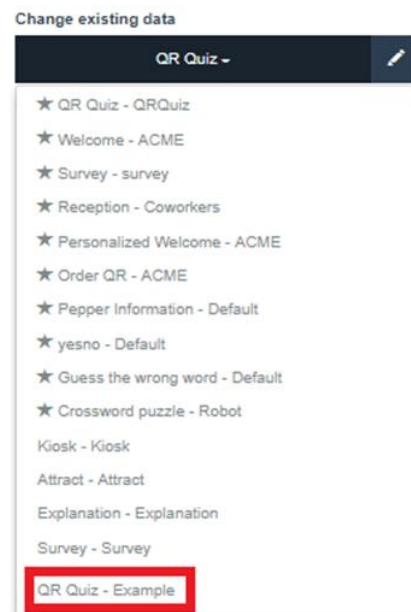 Change existing data
QR Quiz
★ QR Quiz - QRQuiz
★ Welcome - ACME
★ Survey - survey
★ Reception - Coworkers
★ Personalized Welcome - ACME
★ Order QR - ACME
★ Pepper Information - Default
★ yesno - Default
★ Guess the wrong word - Default
★ Crossword puzzle - Robot
Kiosk - Kiosk
Attract - Attract
Explanation - Explanation
Survey - Survey
QR Quiz - Example